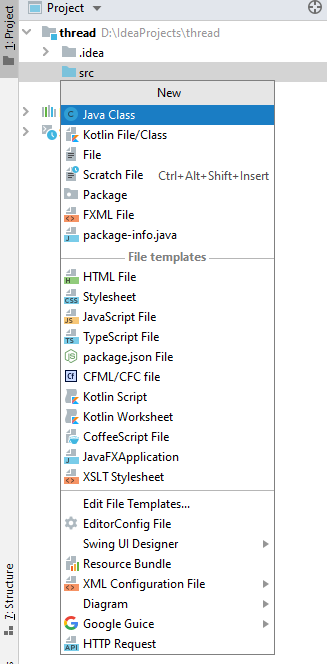 Project
1: Project
thread D:\IdeaProjects\thread
.idea
src
New
Java Class
Kotlin File/Class
File
Scratch File Ctrl+Alt+Shift+Insert
Package
FXML File
package-info.java
File templates
HTML File
Stylesheet
JavaScript File
TypeScript File
package.json File
CFML/CFC file
Kotlin Script
Kotlin Worksheet
CoffeeScript File
JavaFXApplication
XSLT Stylesheet
Edit File Templates...
EditorConfig File
Swing UI Designer
Resource Bundle
XML Configuration File
Diagram
Google Guice
HTTP Request
7: Structure